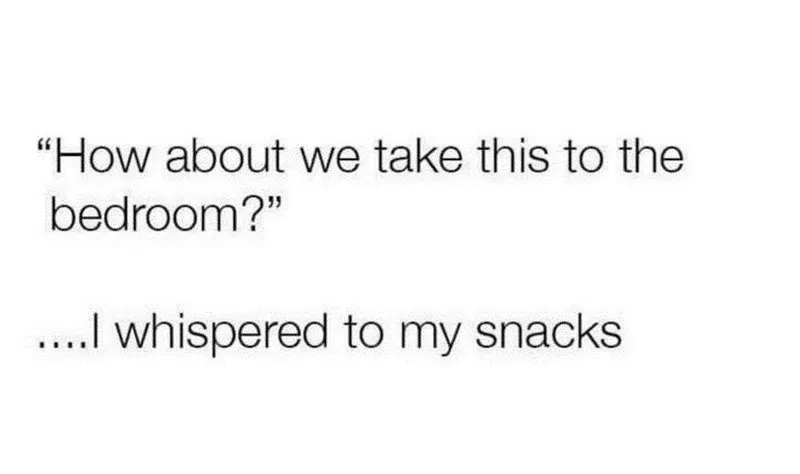 “How about we take this to the
bedroom?”
....I whispered to my snacks